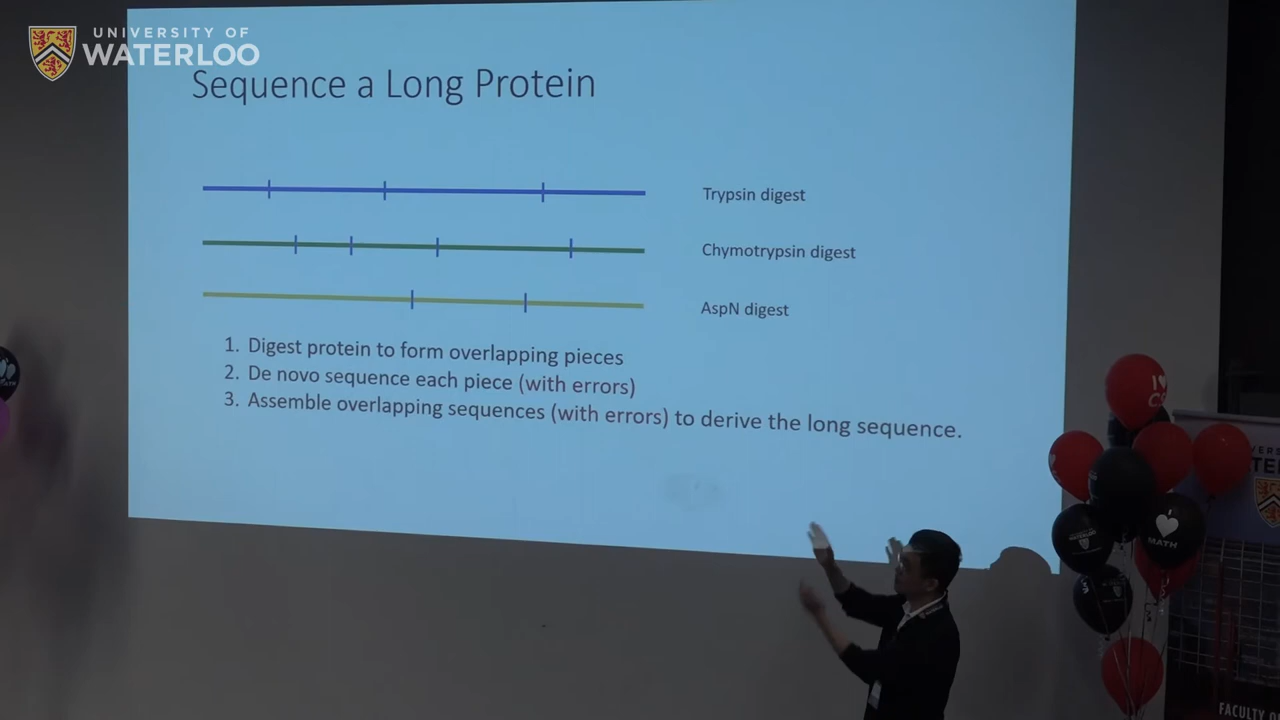 UNIVERSITY OF
WATERLOO
Sequence a Long Protein
Trypsin digest
Chymotrypsin digest
AspN digest
1. Digest protein to form overlapping pieces
2. De novo sequence each piece (with errors)
3. Assemble overlapping sequences (with errors) to derive the long sequence.
I
MATH
FACULTY